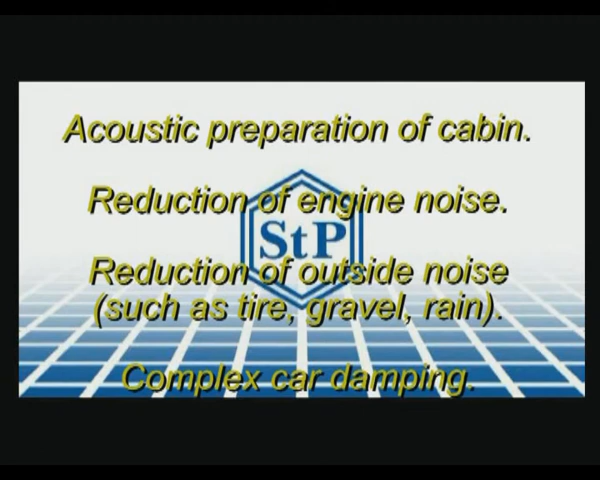 Acoustic preparation of cabin.
Reduction of engine noise.
StP
Reduction of outside noise
(such as tire, gravel, rain).
Complex car damping.